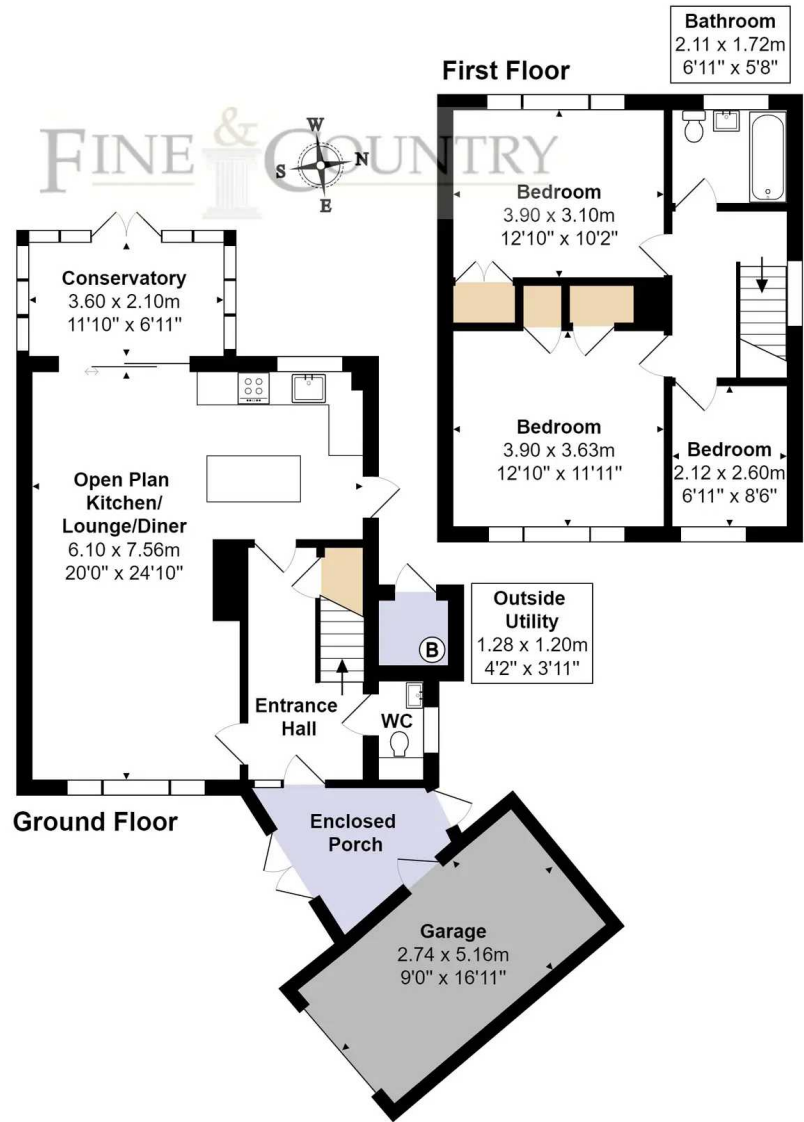 Bathroom
2.11 x 1.72m
6'11" x 5'8"
First Floor
FINE & COUNTRY
W
S N
E
Bedroom
3.90 x 3.10m
12'10" x 10'2"
Conservatory
3.60 x 2.10m
11'10" x 6'11"
Bedroom
3.90 x 3.63m
12'10" x 11'11"
Bedroom
2.12 x 2.60m
6'11" x 8'6"
Open Plan
Kitchen/
Lounge/Diner
6.10 x 7.56m
20'0" x 24'10"
Outside
Utility
1.28 x 1.20m
4'2" x 3'11"
B
Entrance
Hall
WC
Ground Floor
Enclosed
Porch
Garage
2.74 x 5.16m
9'0" x 16'11"